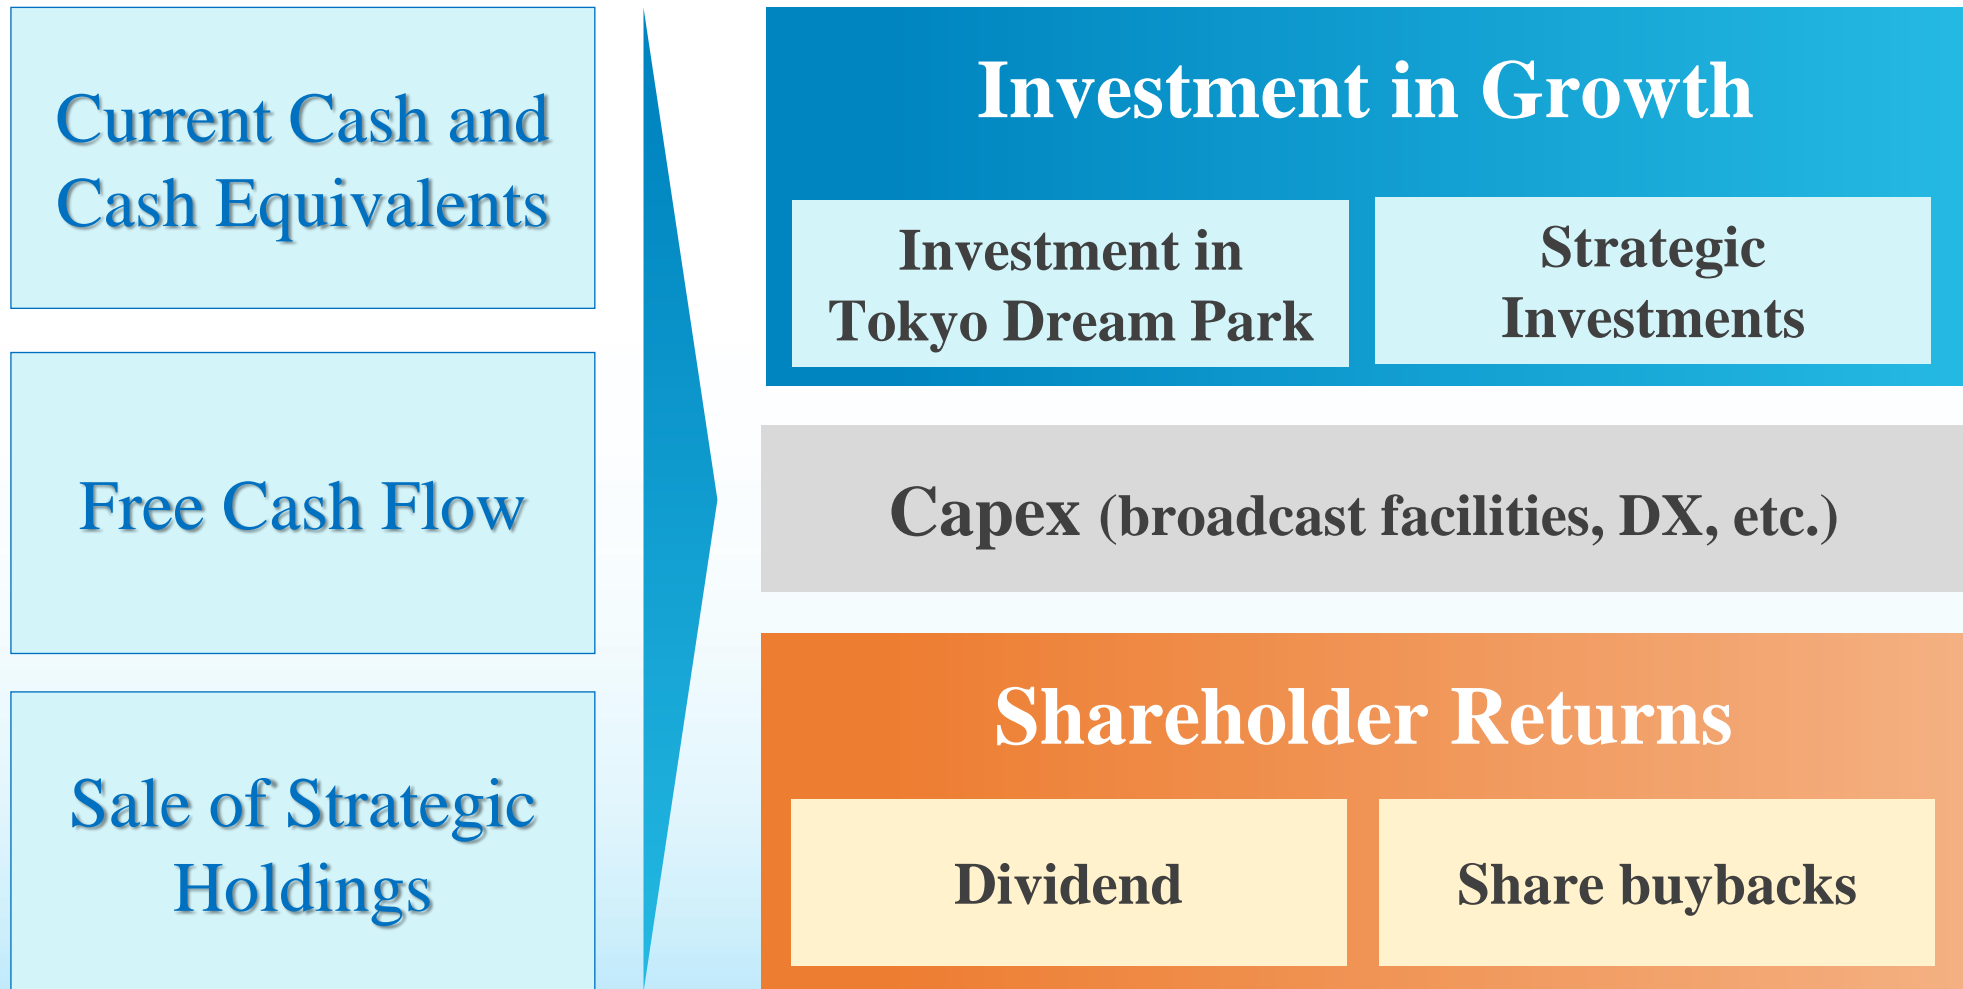 Current Cash and
Cash Equivalents
Free Cash Flow
Sale of Strategic
Holdings
Investment in Growth
Investment in
Tokyo Dream Park
Strategic
Investments
Capex (broadcast facilities, DX, etc.)
Shareholder Returns
Dividend
Share buybacks